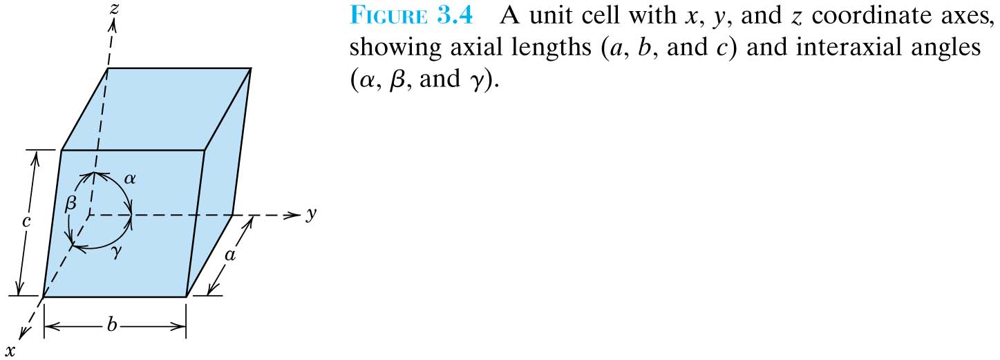 z
FIGURE 3.4 A unit cell with x, y, and z coordinate axes,
showing axial lengths (a, b, and c) and interaxial angles
(α, β, and γ).
α
β
y
c
γ
a
b
x